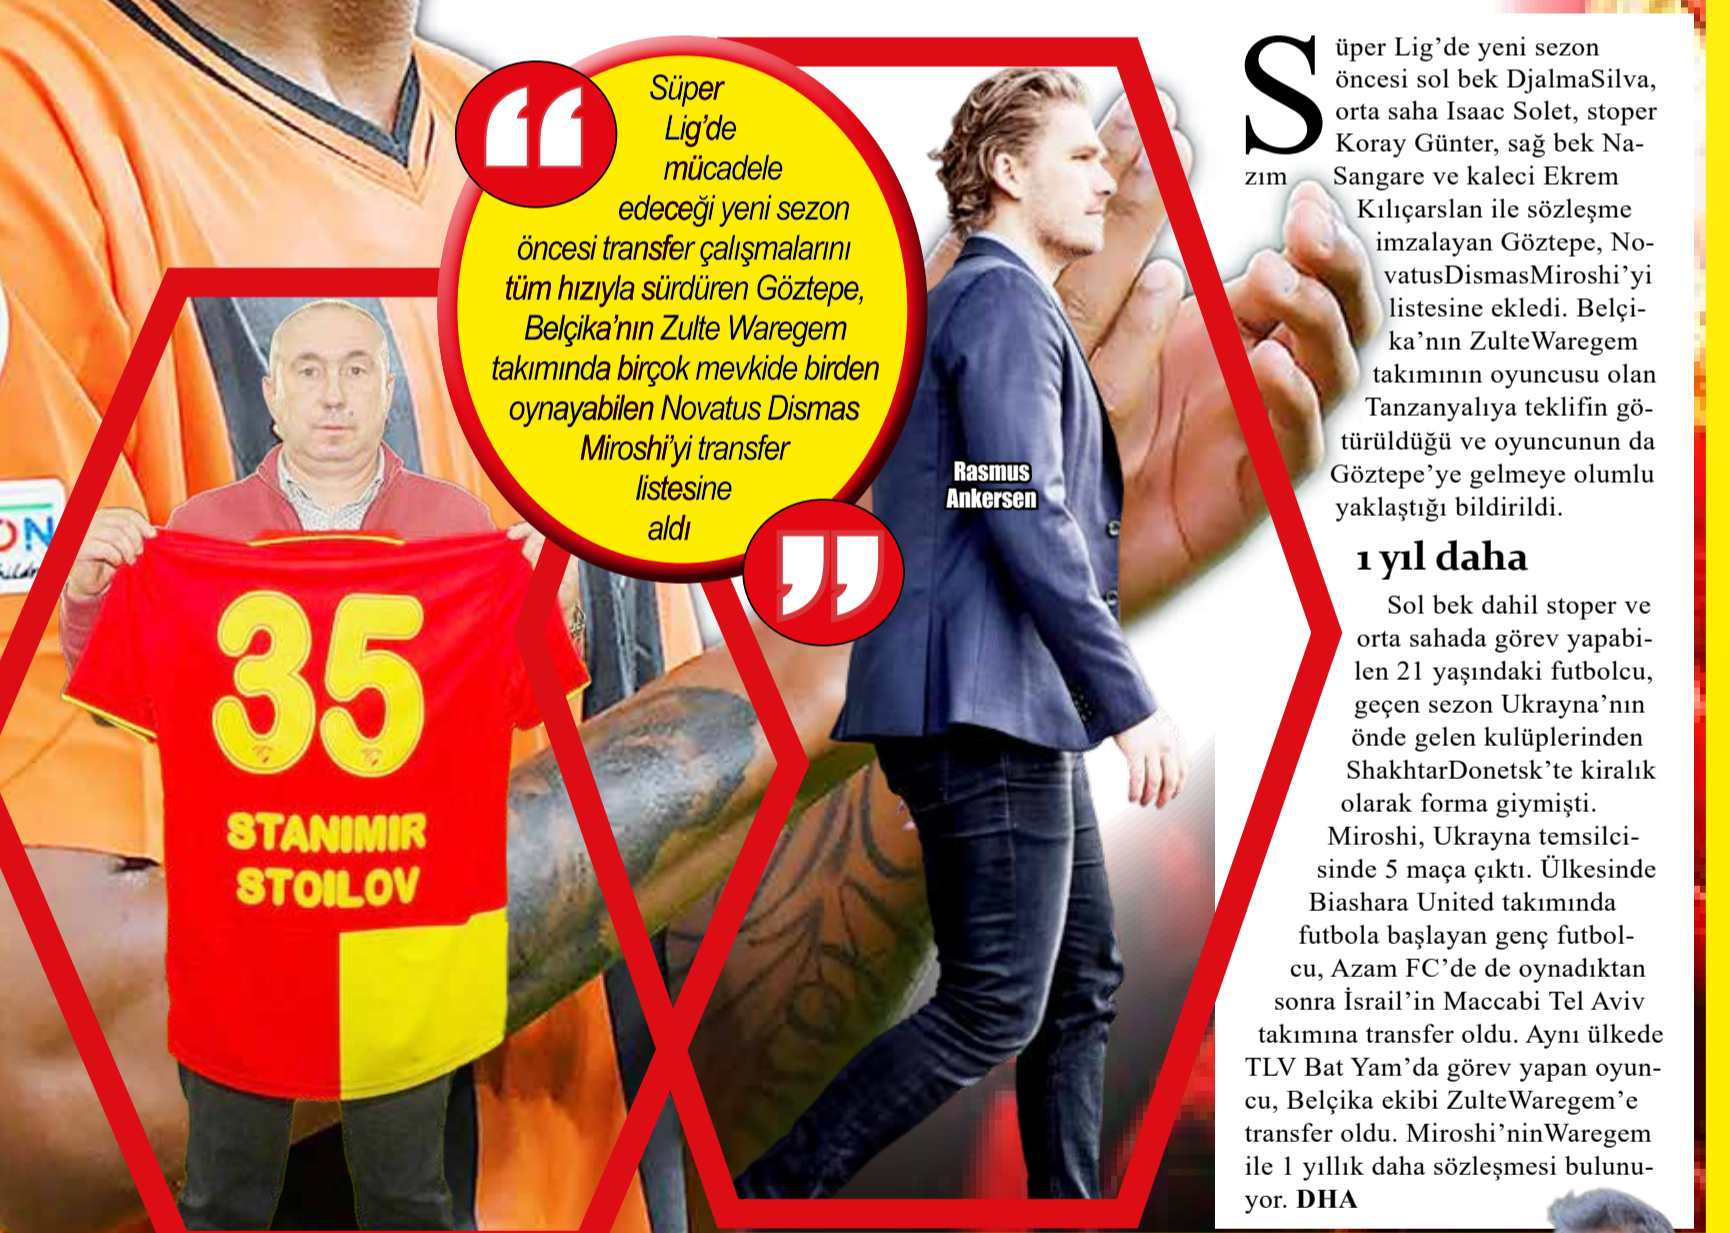 Süper
Lig’de
mücadele
edeceği yeni sezon
öncesi transfer çalışmalarını
tüm hızıyla sürdüren Göztepe,
Belçika’nın Zulte Waregem
takımında birçok mevkide birden
oynayabilen Novatus Dismas
Miroshi’yi transfer
listesine
aldı
35
STANIMIR
STOILOV
Rasmus
Ankersen
Süper Lig’de yeni sezon
öncesi sol bek DjalmaSilva,
orta saha Isaac Solet, stoper
Koray Günter, sağ bek Na-
zım Sangare ve kaleci Ekrem
Kılıçarslan ile sözleşme
imzalayan Göztepe, No-
vatusDismasMiroshi’yi
listesine ekledi. Belçi-
ka’nın ZulteWaregem
takımının oyuncusu olan
Tanzanyalıya teklifin gö-
türüldüğü ve oyuncunun da
Göztepe’ye gelmeye olumlu
yaklaştığı bildirildi.
1 yıl daha
Sol bek dahil stoper ve
orta sahada görev yapabi-
len 21 yaşındaki futbolcu,
geçen sezon Ukrayna’nın
önde gelen kulüplerinden
ShakhtarDonetsk’te kiralık
olarak forma giymişti.
Miroshi, Ukrayna temsilci-
sinde 5 maça çıktı. Ülkesinde
Biashara United takımında
futbola başlayan genç futbol-
cu, Azam FC’de de oynadıktan
sonra İsrail’in Maccabi Tel Aviv
takımına transfer oldu. Aynı ülkede
TLV Bat Yam’da görev yapan oyun-
cu, Belçika ekibi ZulteWaregem’e
transfer oldu. Miroshi’ninWaregem
ile 1 yıllık daha sözleşmesi bulunu-
yor. DHA